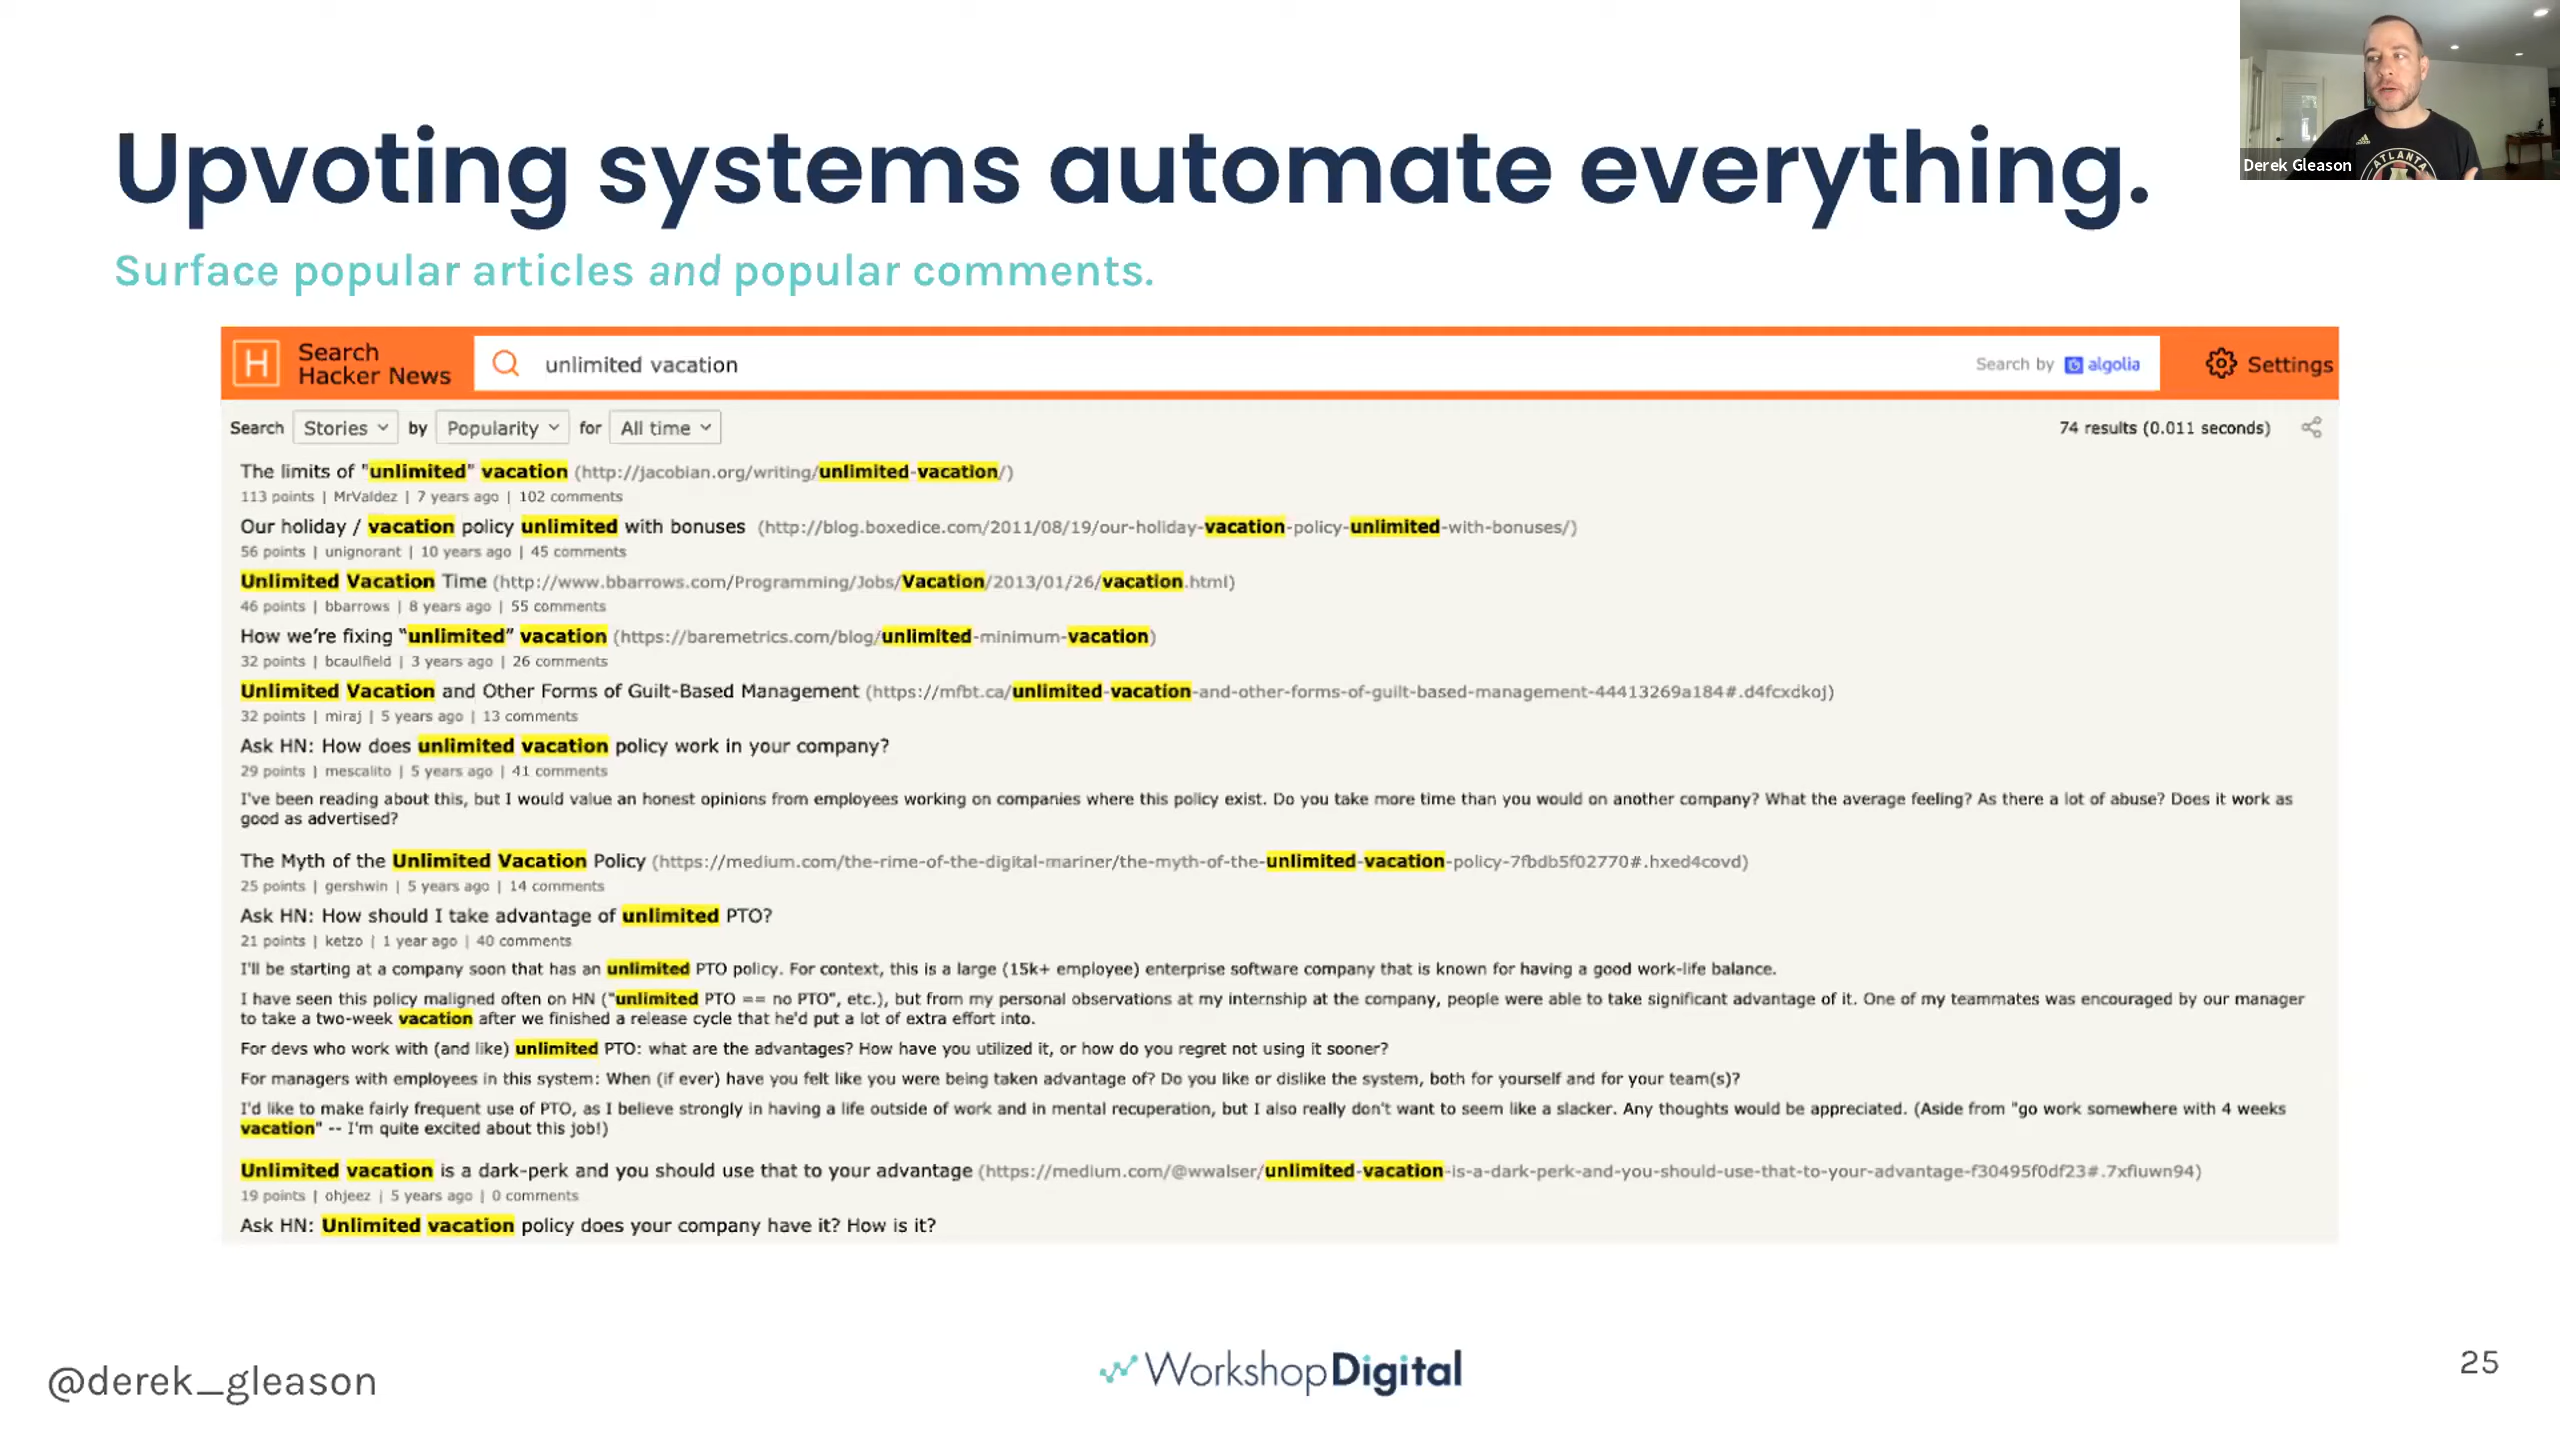 Upvoting systems automate everything.
Surface popular articles and popular comments.
Derek Gleason
Search
Hacker News
unlimited vacation
Search by algolia
Settings
Search Stories by Popularity for All time
74 results (0.011 seconds)
The limits of "unlimited" vacation (http://jacobian.org/writing/unlimited-vacation/)
113 points | MrValdez | 7 years ago | 102 comments
Our holiday / vacation policy unlimited with bonuses (http://blog.boxedice.com/2011/08/19/our-holiday-vacation-policy-unlimited-with-bonuses/)
56 points | unignorant | 10 years ago | 45 comments
Unlimited Vacation Time (http://www.bbarrows.com/Programming/Jobs/Vacation/2013/01/26/vacation.html)
46 points | bbarrows | 8 years ago | 55 comments
How we’re fixing “unlimited” vacation (https://baremetrics.com/blog/unlimited-minimum-vacation)
32 points | bcaulfield | 3 years ago | 26 comments
Unlimited Vacation and Other Forms of Guilt-Based Management (https://mfbt.ca/unlimited-vacation-and-other-forms-of-guilt-based-management-44413269a184#.d4fcxdkoj)
32 points | miraj | 5 years ago | 13 comments
Ask HN: How does unlimited vacation policy work in your company?
29 points | mescalito | 5 years ago | 41 comments
I've been reading about this, but I would value an honest opinions from employees working on companies where this policy exist. Do you take more time than you would on another company? What the average feeling? As there a lot of abuse? Does it work as
good as advertised?
The Myth of the Unlimited Vacation Policy (https://medium.com/the-rime-of-the-digital-mariner/the-myth-of-the-unlimited-vacation-policy-7fbdb5f02770#.hxed4covd)
25 points | gershwin | 5 years ago | 14 comments
Ask HN: How should I take advantage of unlimited PTO?
21 points | ketzo | 1 year ago | 40 comments
I'll be starting at a company soon that has an unlimited PTO policy. For context, this is a large (15k+ employee) enterprise software company that is known for having a good work-life balance.
I have seen this policy maligned often on HN ("unlimited PTO == no PTO", etc.), but from my personal observations at my internship at the company, people were able to take significant advantage of it. One of my teammates was encouraged by our manager
to take a two-week vacation after we finished a release cycle that he'd put a lot of extra effort into.
For devs who work with (and like) unlimited PTO: what are the advantages? How have you utilized it, or how do you regret not using it sooner?
For managers with employees in this system: When (if ever) have you felt like you were being taken advantage of? Do you like or dislike the system, both for yourself and for your team(s)?
I'd like to make fairly frequent use of PTO, as I believe strongly in having a life outside of work and in mental recuperation, but I also really don't want to seem like a slacker. Any thoughts would be appreciated. (Aside from "go work somewhere with 4 weeks
vacation" -- I'm quite excited about this job!)
Unlimited vacation is a dark-perk and you should use that to your advantage (https://medium.com/@wwalser/unlimited-vacation-is-a-dark-perk-and-you-should-use-that-to-your-advantage-f30495f0df23#.7xfiuwn94)
19 points | ohjeez | 5 years ago | 0 comments
Ask HN: Unlimited vacation policy does your company have it? How is it?
@derek_gleason
WorkshopDigital
25
ATLANTA